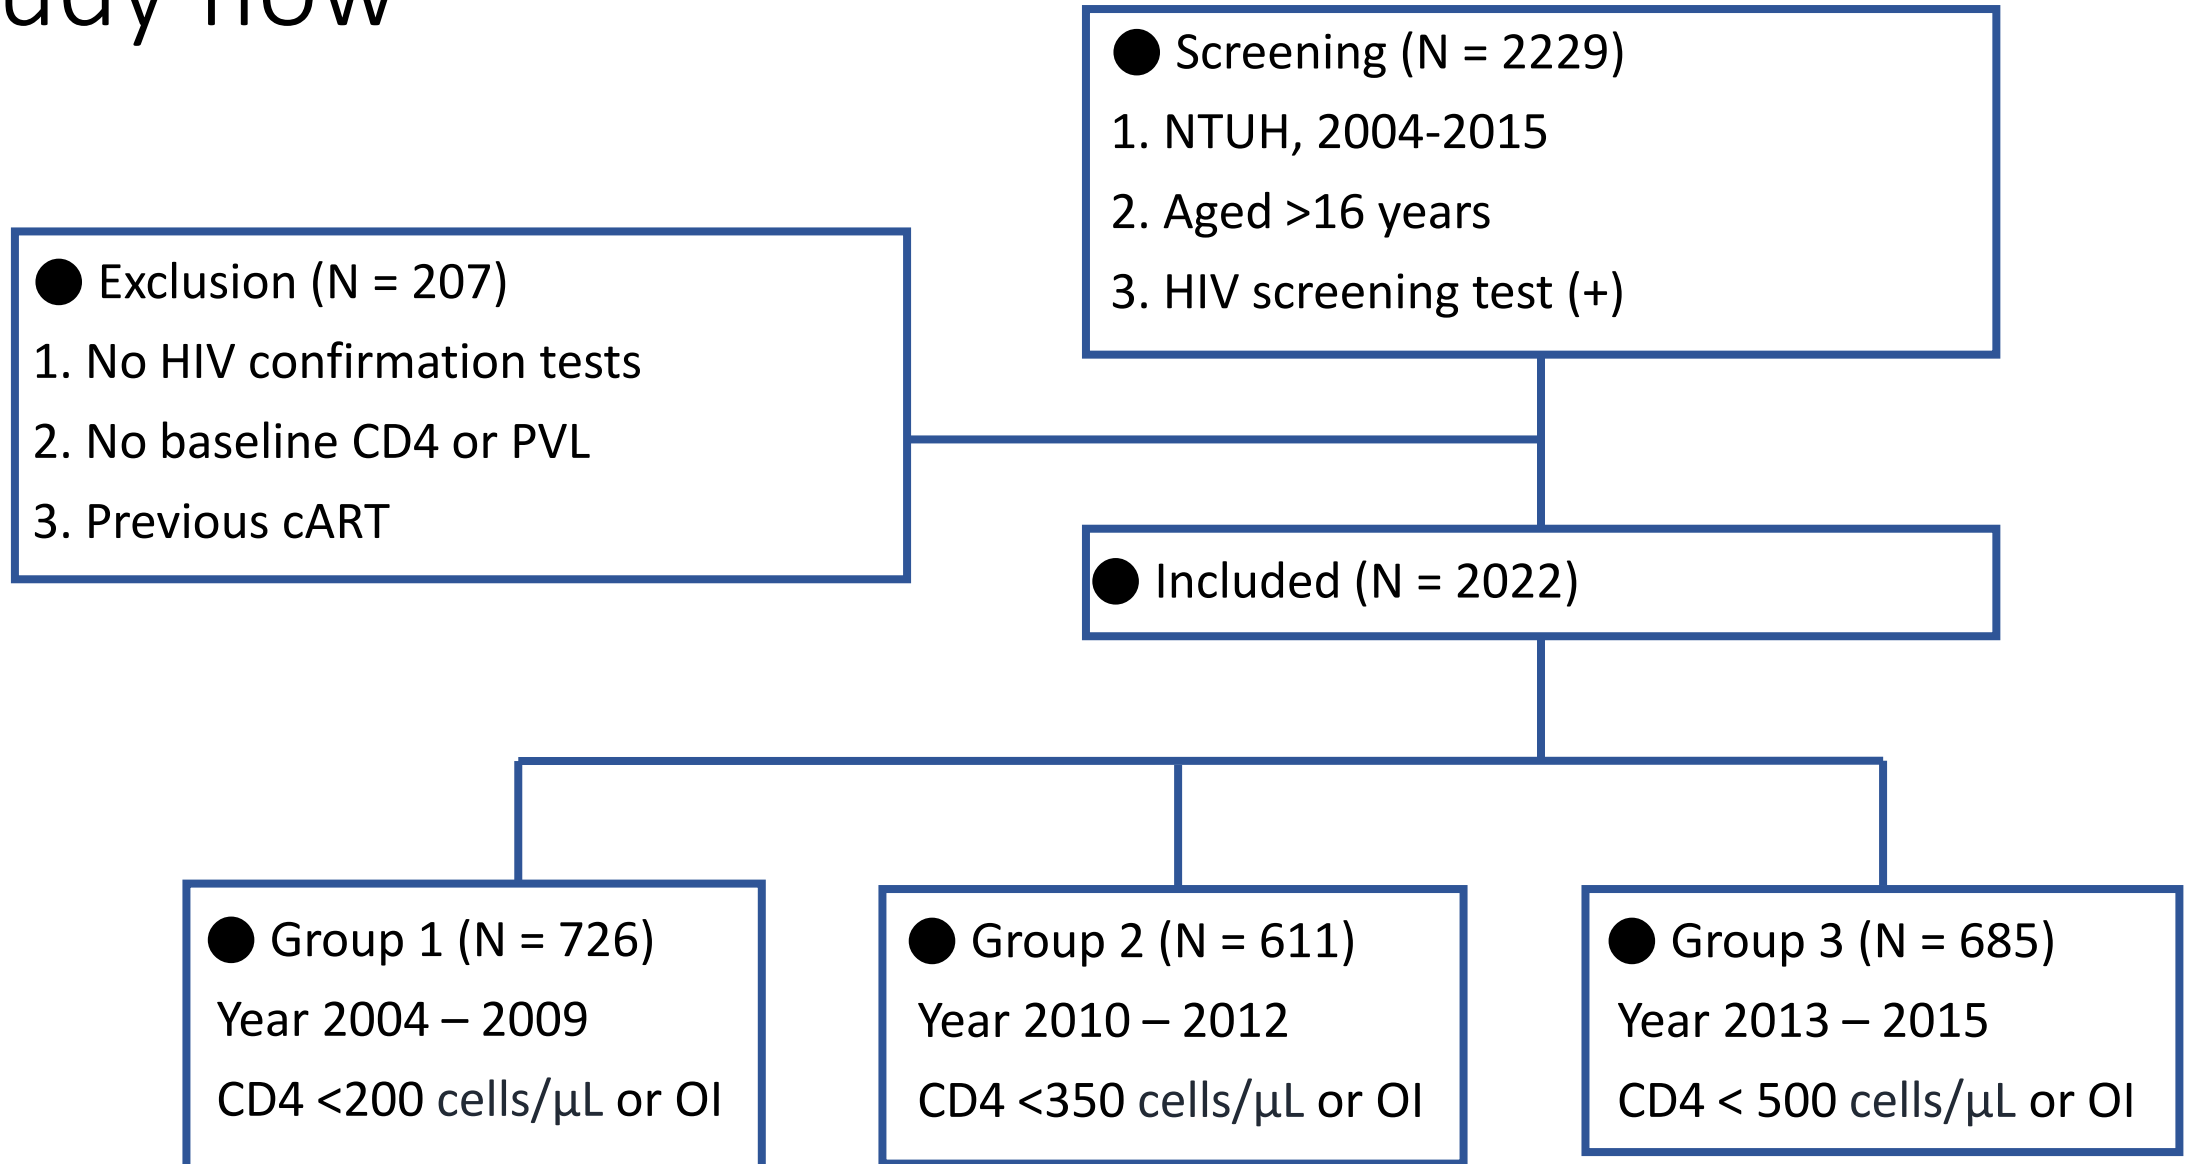 ● Screening (N = 2229)
1. NTUH, 2004-2015
2. Aged >16 years
3. HIV screening test (+)
● Exclusion (N = 207)
1. No HIV confirmation tests
2. No baseline CD4 or PVL
3. Previous cART
● Included (N = 2022)
● Group 1 (N = 726)
Year 2004 – 2009
CD4 <200 cells/μL or OI
● Group 2 (N = 611)
Year 2010 – 2012
CD4 <350 cells/μL or OI
● Group 3 (N = 685)
Year 2013 – 2015
CD4 < 500 cells/μL or OI